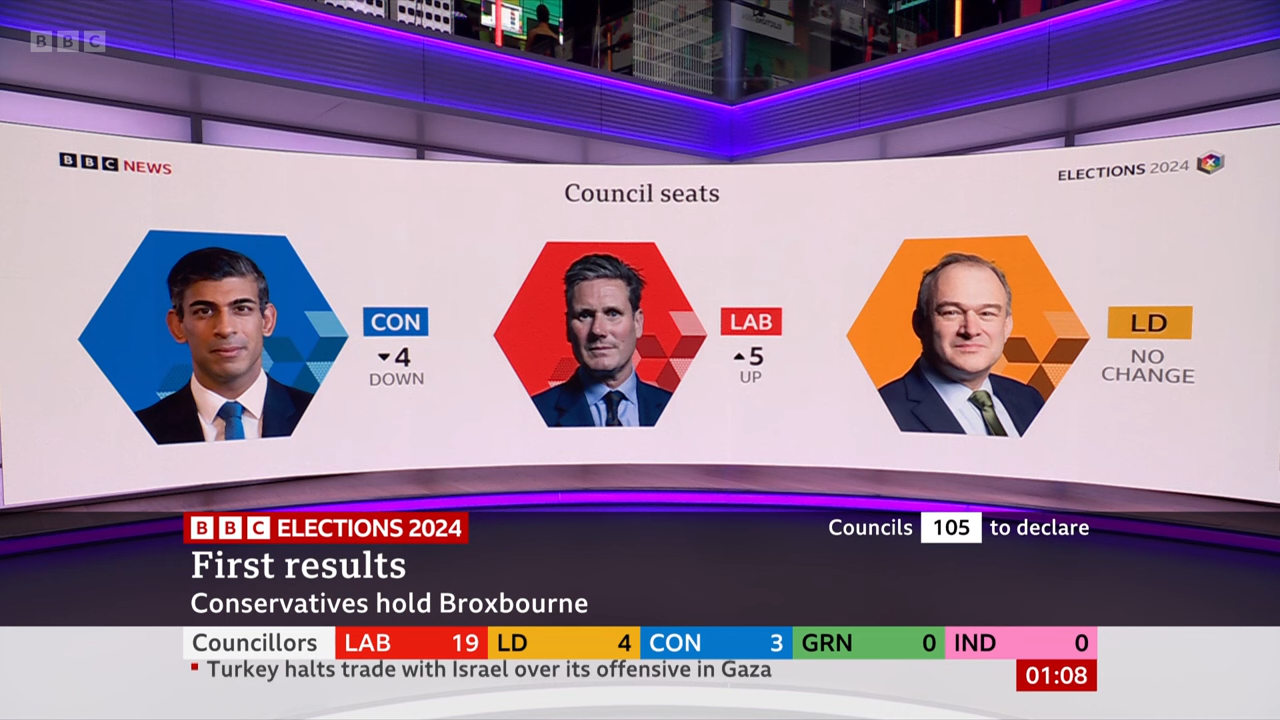 BBC
BBC NEWS
ELECTIONS 2024
Council seats
CON
4
DOWN
LAB
5
UP
LD
NO
CHANGE
BBC ELECTIONS 2024
Councils 105 to declare
First results
Conservatives hold Broxbourne
Councillors LAB 19 LD 4 CON 3 GRN 0 IND 0
Turkey halts trade with Israel over its offensive in Gaza
01:08